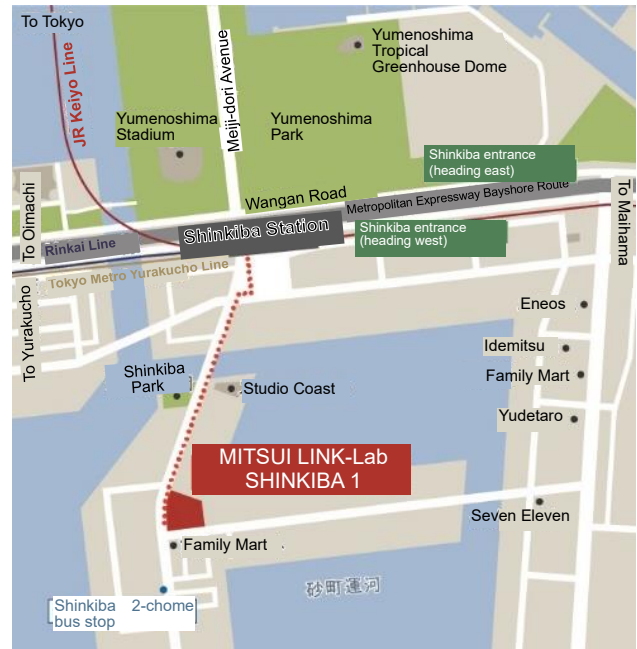 To Tokyo
JR Keiyo Line
Meiji-dori Avenue
Yumenoshima
Tropical
Greenhouse Dome
Yumenoshima
Stadium
Yumenoshima
Park
Shinkiba entrance
(heading east)
Wangan Road
Metropolitan Expressway Bayshore Route
To Maihama
To Oimachi
Shinkiba Station
Shinkiba entrance
(heading west)
Rinkai Line
Tokyo Metro Yurakucho Line
To Yurakucho
Eneos
Idemitsu
Shinkiba
Park
Family Mart
Studio Coast
Yudetaro
MITSUI LINK-Lab
SHINKIBA 1
Seven Eleven
Family Mart
砂町運河
Shinkiba 2-chome
bus stop